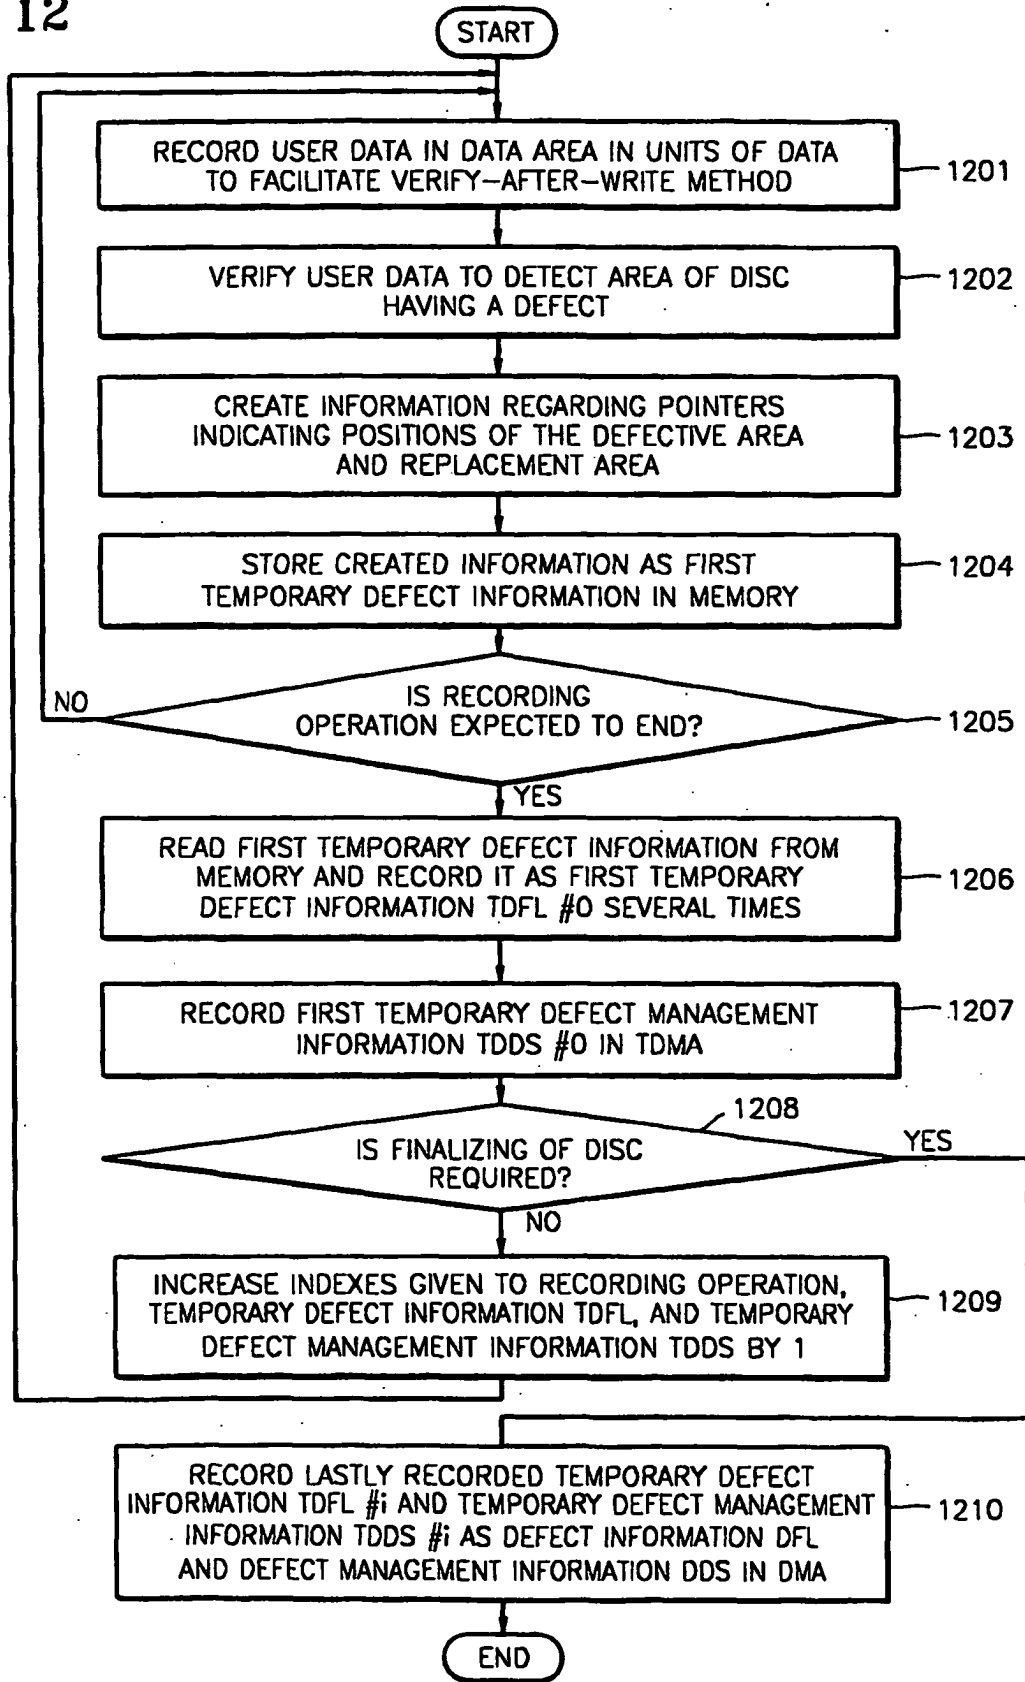 12
START
RECORD USER DATA IN DATA AREA IN UNITS OF DATA
TO FACILITATE VERIFY-AFTER-WRITE METHOD
1201
VERIFY USER DATA TO DETECT AREA OF DISC
HAVING A DEFECT
1202
CREATE INFORMATION REGARDING POINTERS
INDICATING POSITIONS OF THE DEFECTIVE AREA
AND REPLACEMENT AREA
1203
STORE CREATED INFORMATION AS FIRST
TEMPORARY DEFECT INFORMATION IN MEMORY
1204
NO
IS RECORDING
OPERATION EXPECTED TO END?
1205
YES
READ FIRST TEMPORARY DEFECT INFORMATION FROM
MEMORY AND RECORD IT AS FIRST TEMPORARY
DEFECT INFORMATION TDFL #0 SEVERAL TIMES
1206
RECORD FIRST TEMPORARY DEFECT MANAGEMENT
INFORMATION TDDS #0 IN TDMA
1207
1208
IS FINALIZING OF DISC
REQUIRED?
YES
NO
INCREASE INDEXES GIVEN TO RECORDING OPERATION,
TEMPORARY DEFECT INFORMATION TDFL, AND TEMPORARY
DEFECT MANAGEMENT INFORMATION TDDS BY 1
1209
RECORD LASTLY RECORDED TEMPORARY DEFECT
INFORMATION TDFL #i AND TEMPORARY DEFECT MANAGEMENT
INFORMATION TDDS #i AS DEFECT INFORMATION DFL
AND DEFECT MANAGEMENT INFORMATION DDS IN DMA
1210
END